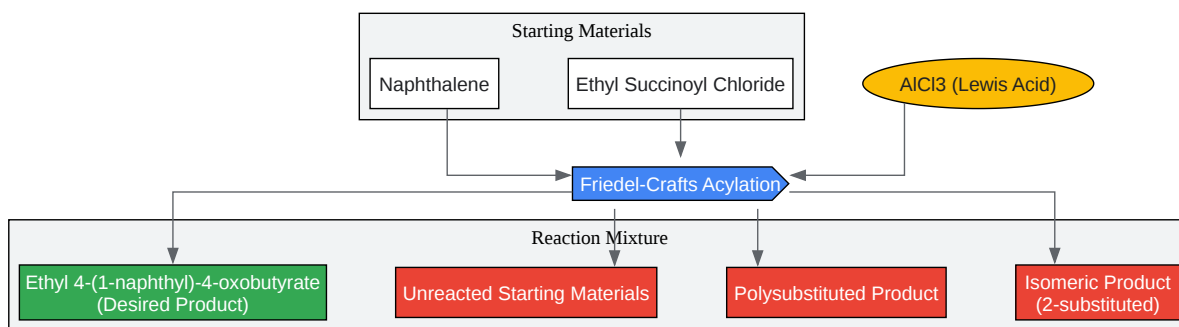 Starting Materials
Naphthalene
Ethyl Succinoyl Chloride
AlCl3 (Lewis Acid)
Friedel-Crafts Acylation
Reaction Mixture
Ethyl 4-(1-naphthyl)-4-oxobutyrate
(Desired Product)
Unreacted Starting Materials
Polysubstituted Product
Isomeric Product
(2-substituted)